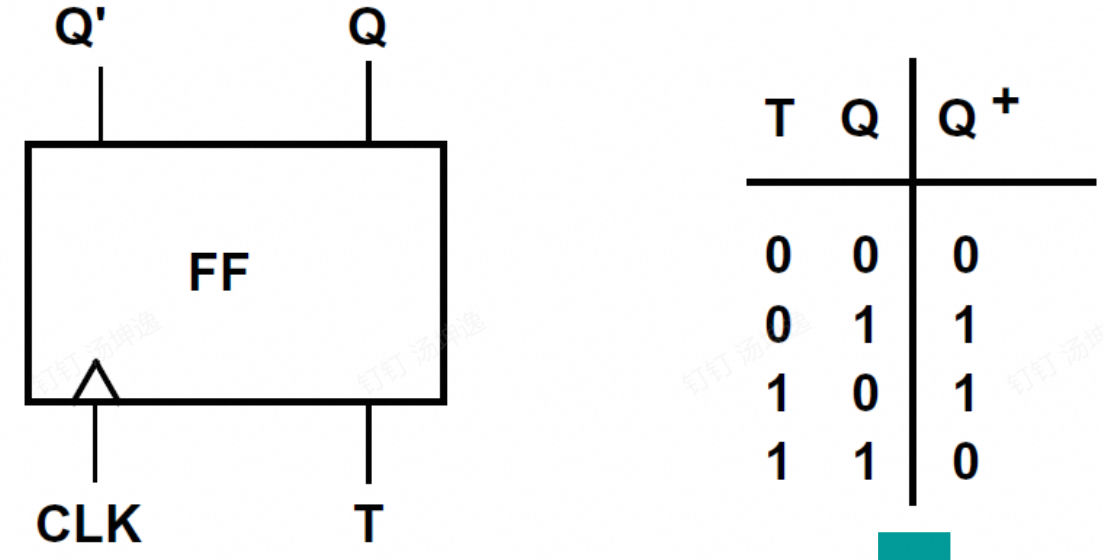 Q' Q
FF
CLK T
T Q Q+
0 0 0
0 1 1
1 0 1
1 1 0
钉钉 汤坤逸
钉钉 汤坤逸
钉钉 汤坤逸
钉钉 汤坤